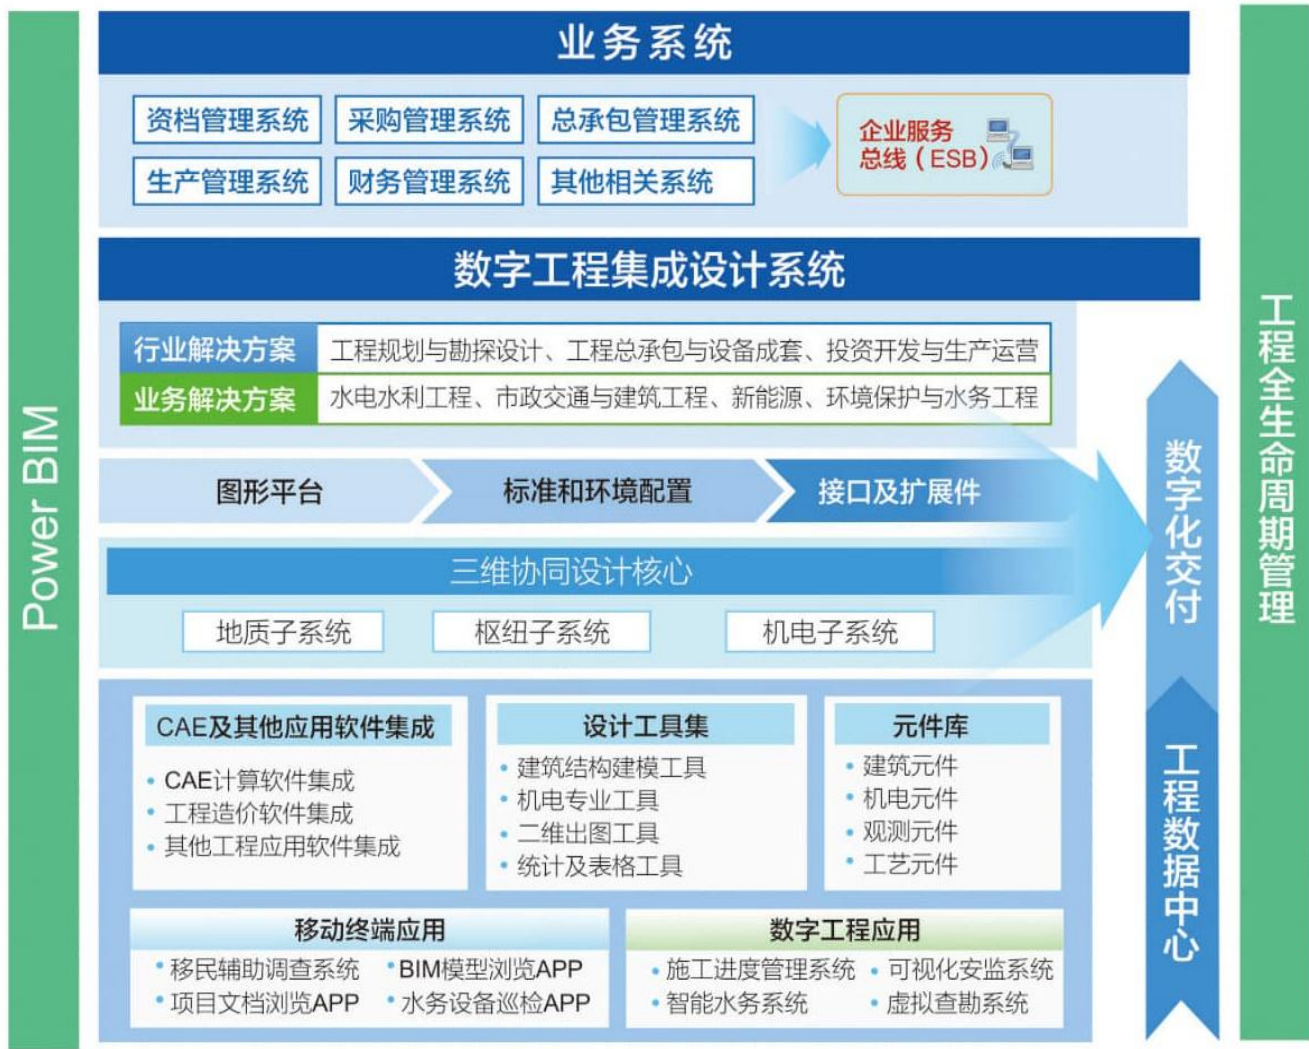 Power BIM
业务系统
资档管理系统
采购管理系统
总承包管理系统
生产管理系统
财务管理系统
其他相关系统
企业服务
总线（ESB）
数字工程集成设计系统
行业解决方案
工程规划与勘探设计、工程总承包与设备成套、投资开发与生产运营
业务解决方案
水电水利工程、市政交通与建筑工程、新能源、环境保护与水务工程
图形平台
标准和环境配置
接口及扩展件
三维协同设计核心
地质子系统
枢纽子系统
机电子系统
CAE及其他应用软件集成
• CAE计算软件集成
• 工程造价软件集成
• 其他工程应用软件集成
设计工具集
• 建筑结构建模工具
• 机电专业工具
• 二维出图工具
• 统计及表格工具
元件库
• 建筑元件
• 机电元件
• 观测元件
• 工艺元件
移动终端应用
• 移民辅助调查系统
• BIM模型浏览APP
• 项目文档浏览APP
• 水务设备巡检APP
数字工程应用
• 施工进度管理系统
• 可视化安监系统
• 智能水务系统
• 虚拟查勘系统
数字化交付
工程数据中心
工程全生命周期管理